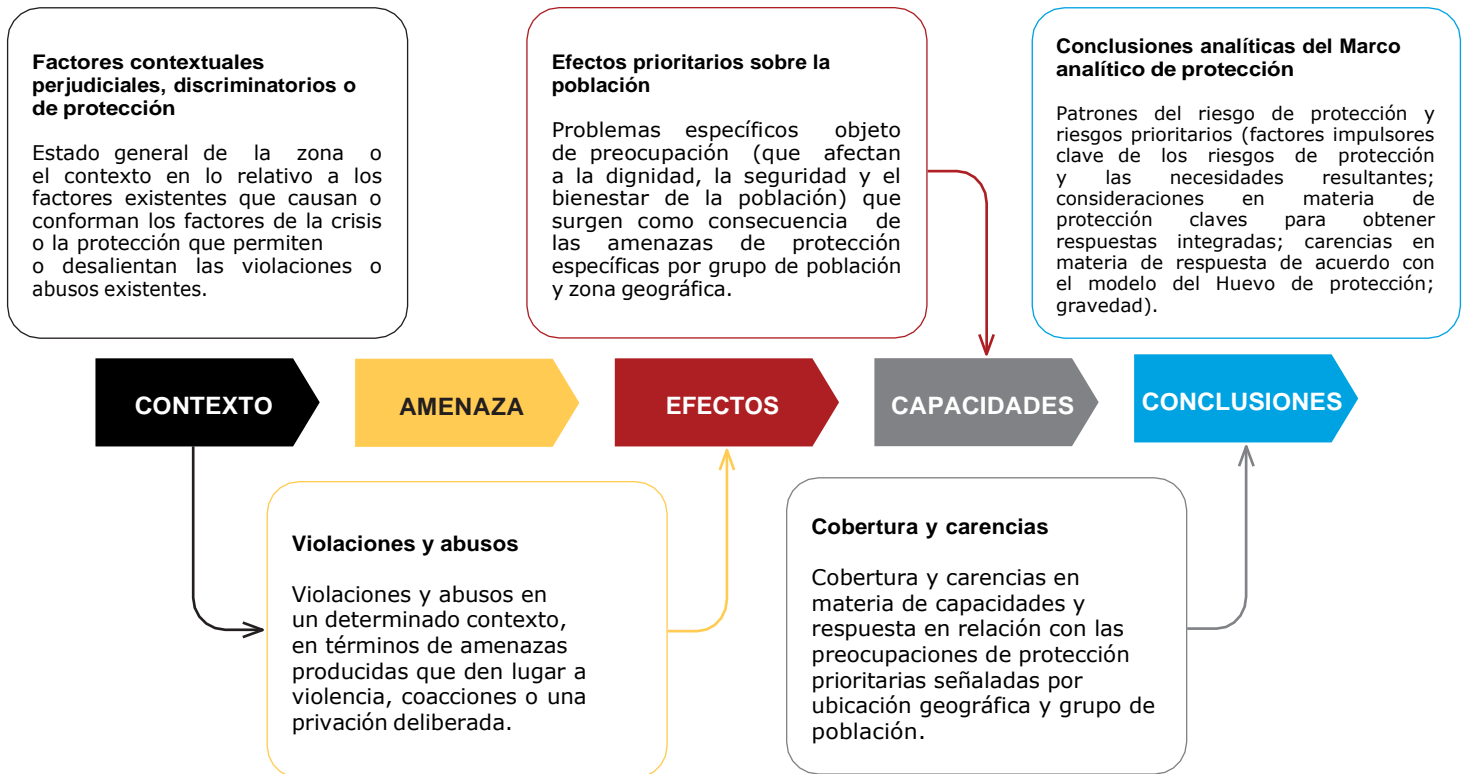 Factores contextuales
perjudiciales, discriminatorios o
de protección
Estado general de la zona o
el contexto en lo relativo a los
factores existentes que causan o
conforman los factores de la crisis
o la protección que permiten
o desalientan las violaciones o
abusos existentes.
Efectos prioritarios sobre la
población
Problemas específicos objeto
de preocupación (que afectan
a la dignidad, la seguridad y el
bienestar de la población) que
surgen como consecuencia de
las amenazas de protección
específicas por grupo de población
y zona geográfica.
Conclusiones analíticas del Marco
analítico de protección
Patrones del riesgo de protección y
riesgos prioritarios (factores impulsores
clave de los riesgos de protección
y las necesidades resultantes;
consideraciones en materia de
protección claves para obtener
respuestas integradas; carencias en
materia de respuesta de acuerdo con
el modelo del Huevo de protección;
gravedad).
CONTEXTO
AMENAZA
EFECTOS
CAPACIDADES
CONCLUSIONES
Violaciones y abusos
Violaciones y abusos en
un determinado contexto,
en términos de amenazas
producidas que den lugar a
violencia, coacciones o una
privación deliberada.
Cobertura y carencias
Cobertura y carencias en
materia de capacidades y
respuesta en relación con las
preocupaciones de protección
prioritarias señaladas por
ubicación geográfica y grupo de
población.